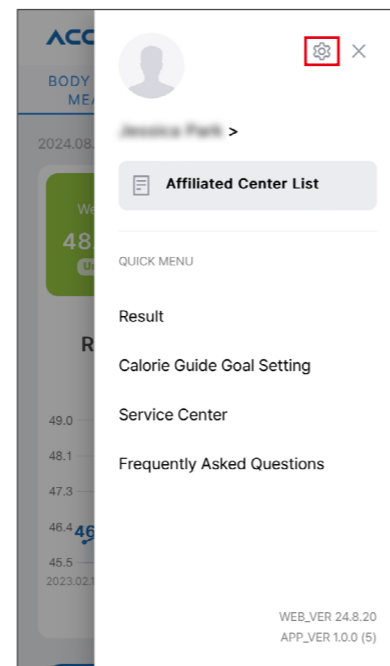 ACC
BODY
ME
2024.08.
We
48.
>
Affiliated Center List
QUICK MENU
Result
R
Calorie Guide Goal Setting
49.0
Service Center
48.1
Frequently Asked Questions
47.3
46.4 46
45.5
2023.02.1
WEB_VER 24.8.20
APP_VER 1.0.0 (5)